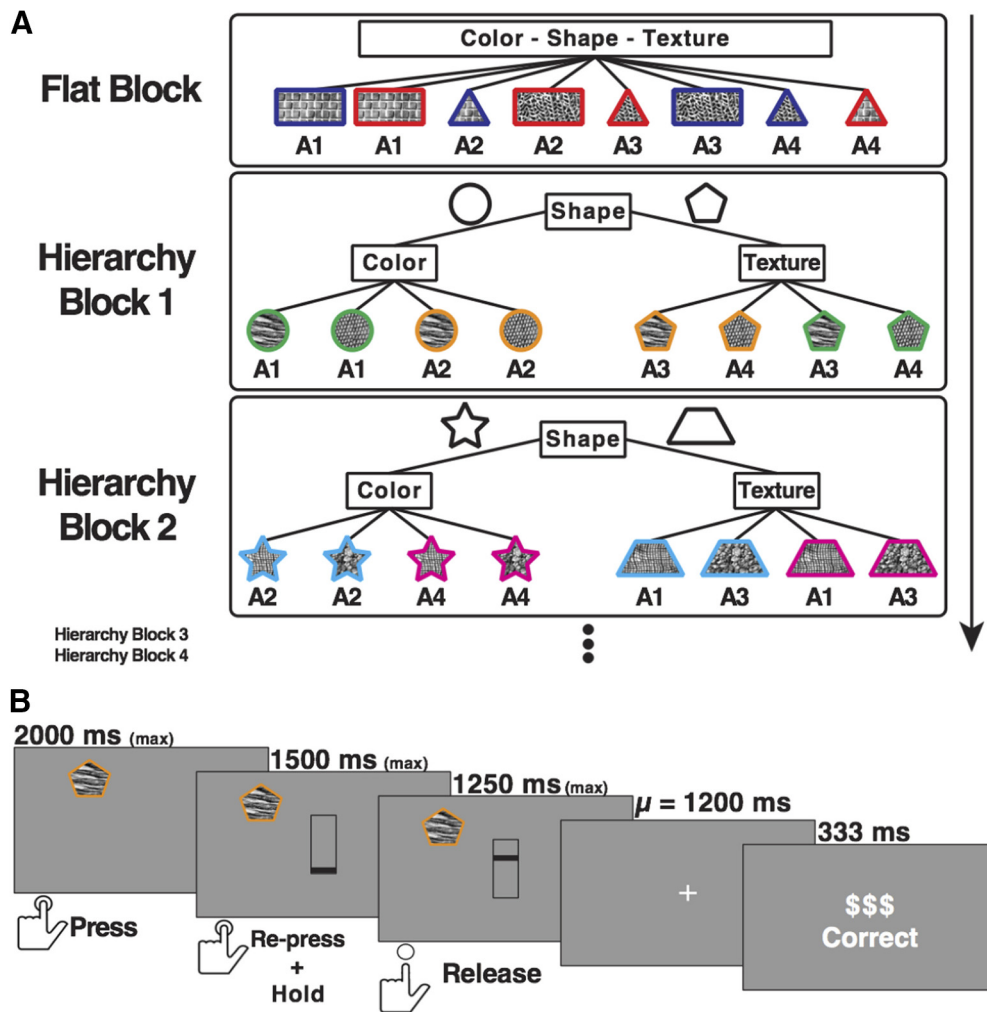 A
Flat Block
Color - Shape - Texture
A1 A1 A2 A2 A3 A3 A4 A4
Hierarchy
Block 1
Shape
Color Texture
A1 A1 A2 A2 A3 A4 A3 A4
Hierarchy
Block 2
Shape
Color Texture
A2 A2 A4 A4 A1 A3 A1 A3
Hierarchy Block 3
Hierarchy Block 4
B
2000 ms (max)
1500 ms (max)
1250 ms (max)
μ = 1200 ms
333 ms
Press
Re-press
+
Hold
Release
+
$$$
Correct